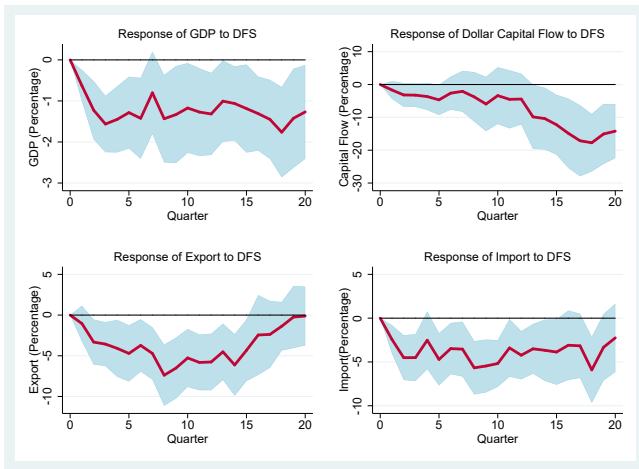 Response of GDP to DFS
GDP (Percentage)
0
-1
-2
-3
0 5 10 15 20
Quarter
Response of Dollar Capital Flow to DFS
Capital Flow (Percentage)
10
0
-10
-20
-30
0 5 10 15 20
Quarter
Response of Export to DFS
Export (Percentage)
5
0
-5
-10
0 5 10 15 20
Quarter
Response of Import to DFS
Import(Percentage)
5
0
-5
-10
0 5 10 15 20
Quarter